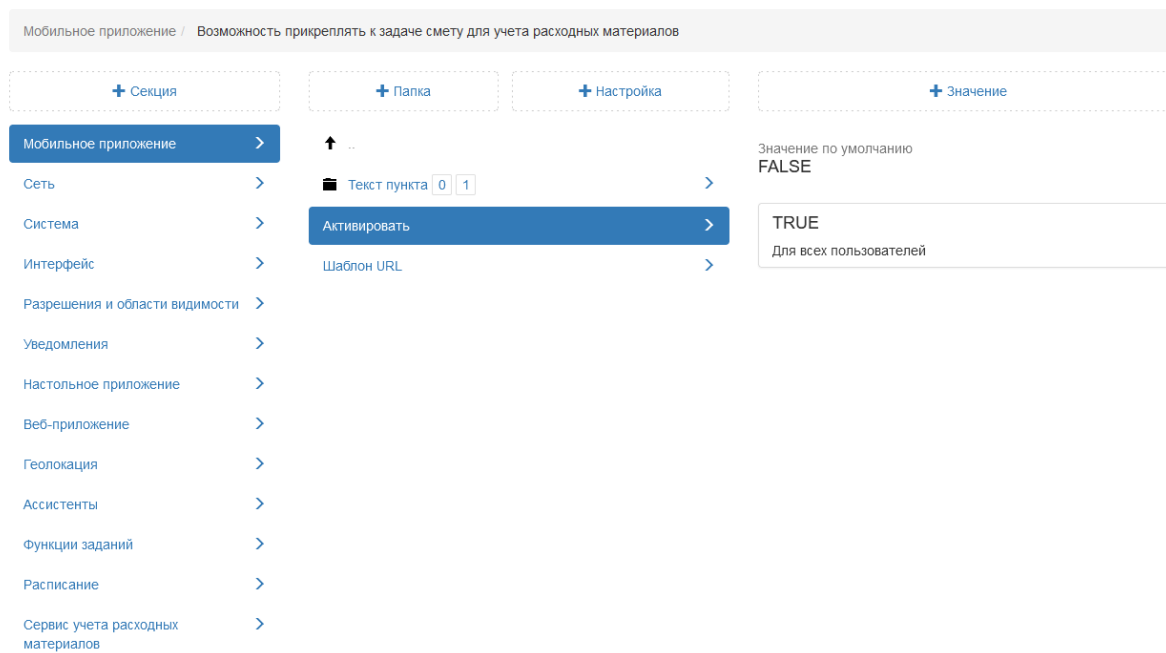 Мобильное приложение / Возможность прикреплять к задаче смету для учета расходных материалов
+ Секция
+ Папка
+ Настройка
+ Значение
Мобильное приложение
Сеть
Система
Интерфейс
Разрешения и области видимости
Уведомления
Настольное приложение
Веб-приложение
Геолокация
Ассистенты
Функции заданий
Расписание
Сервис учета расходных
материалов
..
Текст пункта 0 1
Активировать
Шаблон URL
Значение по умолчанию
FALSE
TRUE
Для всех пользователей